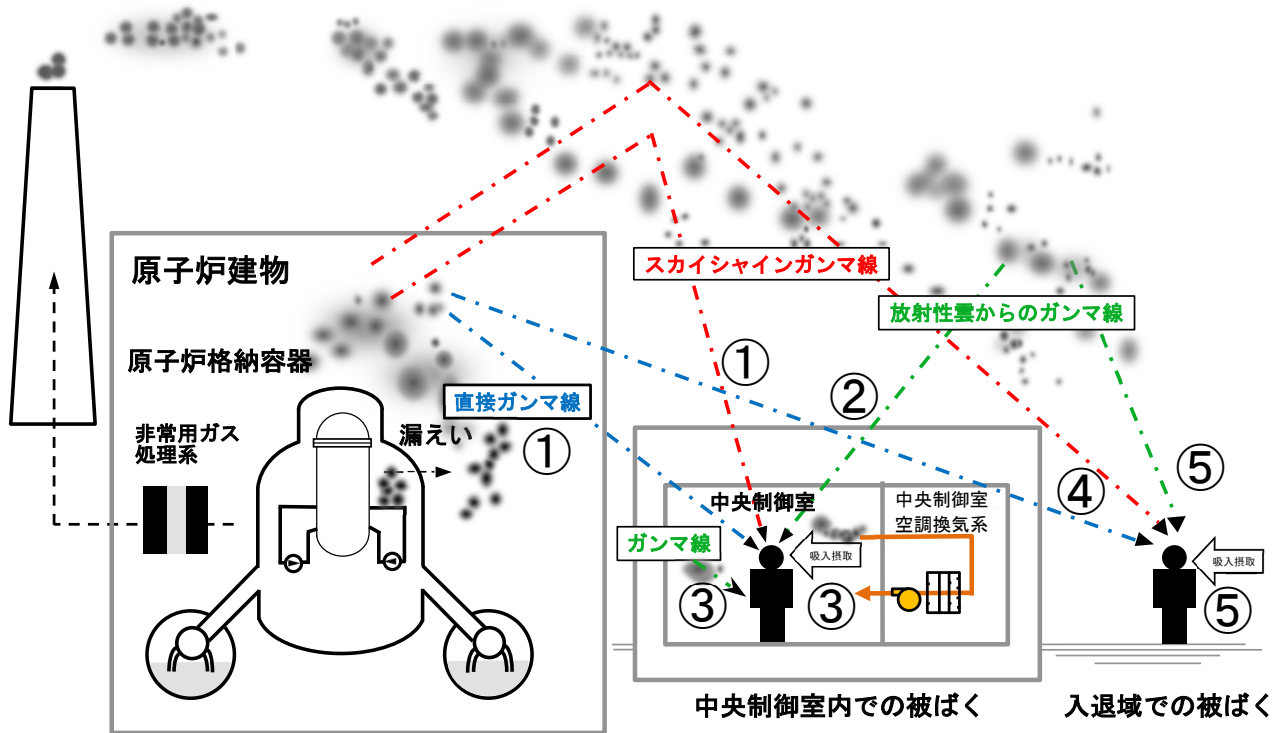 原子炉建物
スカイシャインガンマ線
放射性雲からのガンマ線
原子炉格納容器
①
直接ガンマ線
②
非常用ガス
処理系
漏えい
①
⑤
④
中央制御室
中央制御室
空調換気系
ガンマ線
吸入摂取
吸入摂取
③
③
⑤
中央制御室内での被ばく
入退域での被ばく